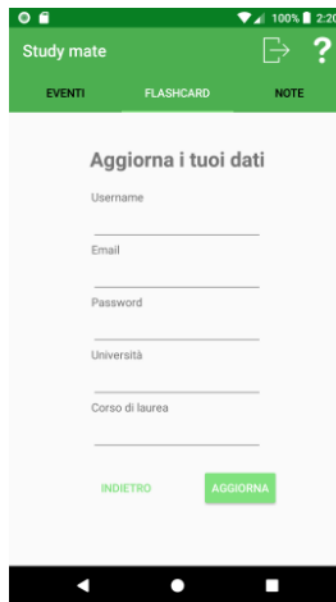 100% 2:20
Study mate ?
EVENTI FLASHCARD NOTE
Aggiorna i tuoi dati
Username
Email
Password
Università
Corso di laurea
INDIETRO AGGIORNA